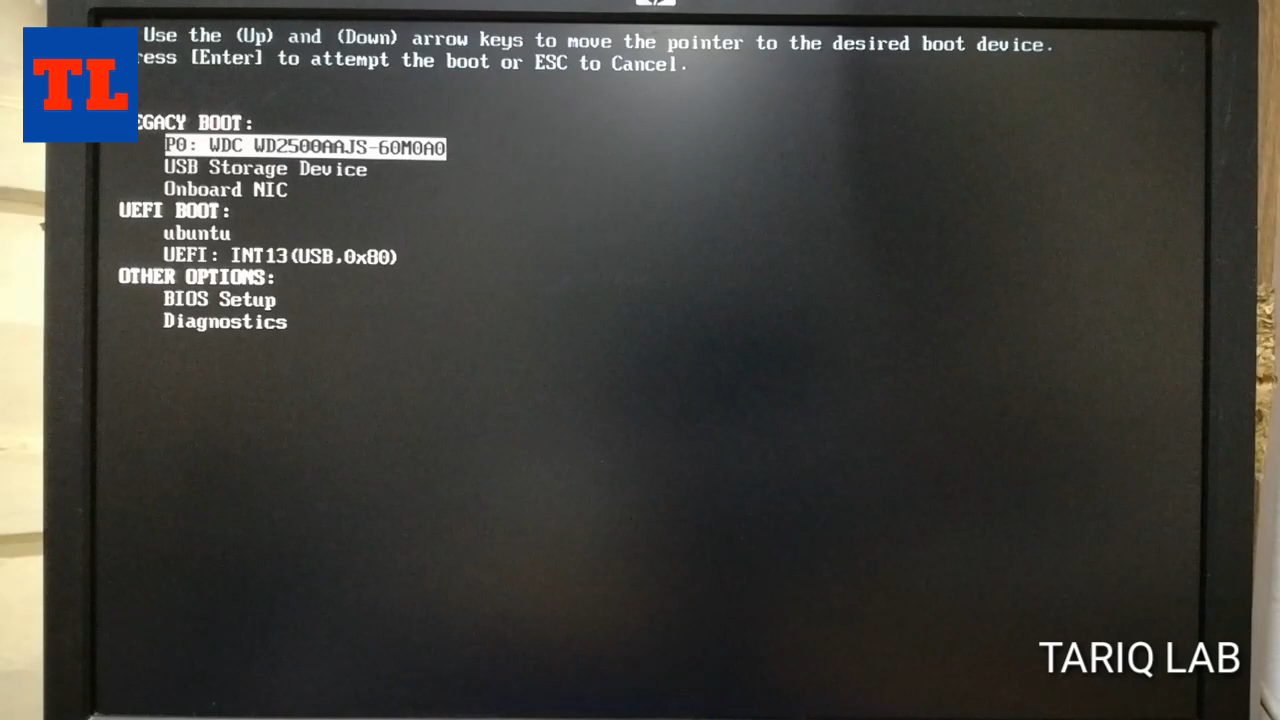 Use the (Up) and (Down) arrow keys to move the pointer to the desired boot device.
ress [Enter] to attempt the boot or ESC to Cancel.
TL
EGACY BOOT:
P0: WDC WD2500AAJS-60M0A0
USB Storage Device
Onboard NIC
UEFI BOOT:
ubuntu
UEFI: INT13(USB,0x80)
OTHER OPTIONS:
BIOS Setup
Diagnostics
TARIQ LAB